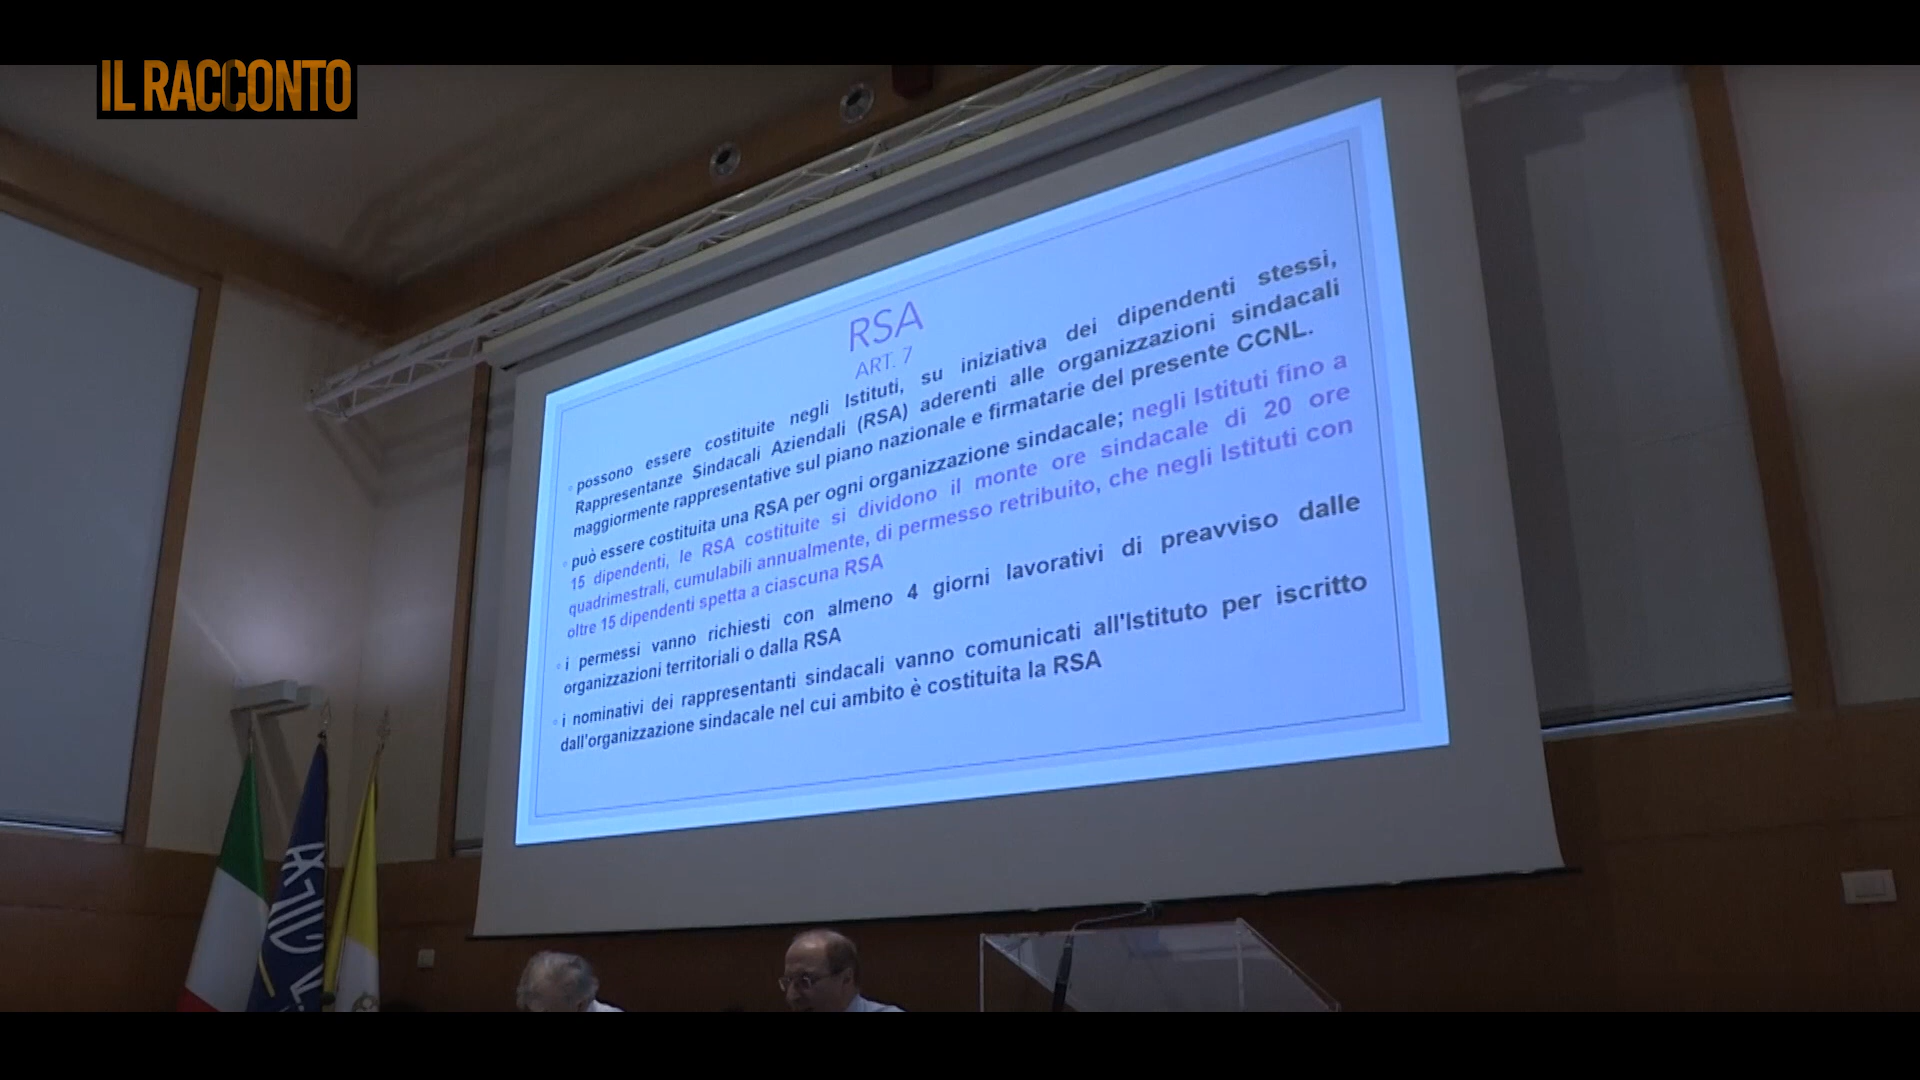 IL RACCONTO
RSA
ART. 7
possono essere costituite negli Istituti, su iniziativa dei dipendenti stessi,
Rappresentanze Sindacali Aziendali (RSA) aderenti alle organizzazioni sindacali
maggiormente rappresentative sul piano nazionale e firmatarie del presente CCNL.
può essere costituita una RSA per ogni organizzazione sindacale; negli Istituti fino a
15 dipendenti, le RSA costituite si dividono il monte ore sindacale di 20 ore
quadrimestrali, cumulabili annualmente, di permesso retribuito, che negli Istituti con
oltre 15 dipendenti spetta a ciascuna RSA
i permessi vanno richiesti con almeno 4 giorni lavorativi di preavviso dalle
organizzazioni territoriali o dalla RSA
i nominativi dei rappresentanti sindacali vanno comunicati all'Istituto per iscritto
dall'organizzazione sindacale nel cui ambito è costituita la RSA